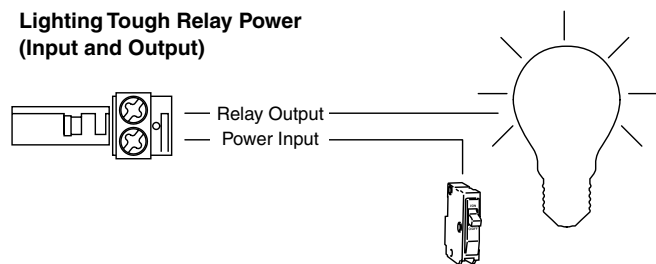 Lighting Tough Relay Power
(Input and Output)
Relay Output
Power Input